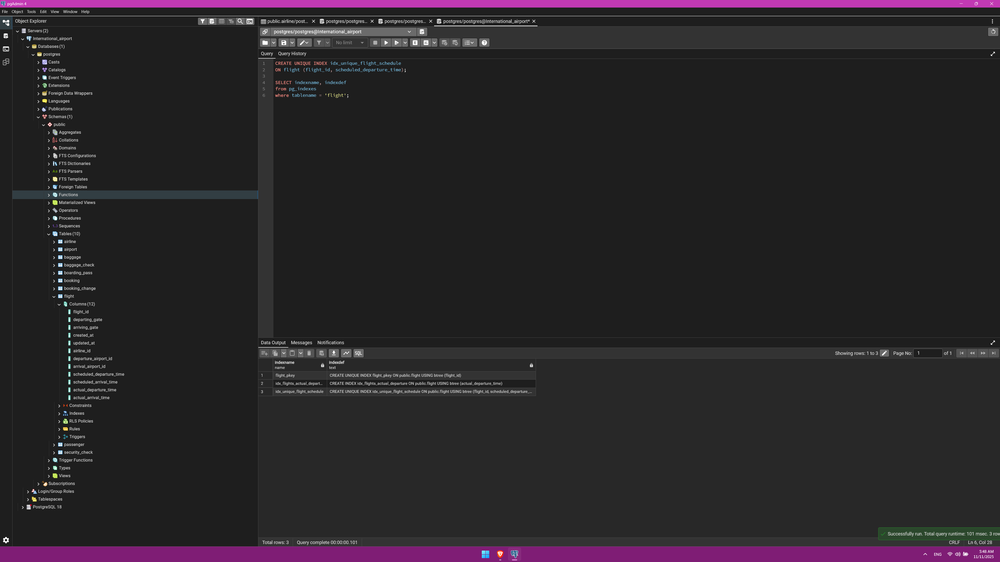 pgAdmin 4
File Object Tools Edit View Window Help
Object Explorer
public.airline/post... postgres/postgres... postgres/postgres... postgres/postgres@International_airport*
postgres/postgres@International_airport
No limit
Query Query History
1 CREATE UNIQUE INDEX idx_unique_flight_schedule
2 ON flight (flight_id, scheduled_departure_time);
3
4 SELECT indexname, indexdef
5 from pg_indexes
6 where tablename = 'flight';
Servers (2)
International_airport
Databases (1)
postgres
Casts
Catalogs
Event Triggers
Extensions
Foreign Data Wrappers
Languages
Publications
Schemas (1)
public
Aggregates
Collations
Domains
FTS Configurations
FTS Dictionaries
Aa FTS Parsers
FTS Templates
Foreign Tables
Functions
Materialized Views
Operators
Procedures
1..3 Sequences
Tables (10)
airline
airport
baggage
baggage_check
boarding_pass
booking
booking_change
flight
Columns (12)
flight_id
departing_gate
arriving_gate
created_at
updated_at
airline_id
departure_airport_id
arrival_airport_id
scheduled_departure_time
scheduled_arrival_time
actual_departure_time
actual_arrival_time
Constraints
Indexes
RLS Policies
Rules
Triggers
passenger
security_check
Trigger Functions
Types
Views
Subscriptions
Login/Group Roles
Tablespaces
PostgreSQL 18
Data Output Messages Notifications
SQL
Showing rows: 1 to 3 Page No: 1 of 1
indexname name indexdef text
1 flight_pkey CREATE UNIQUE INDEX flight_pkey ON public.flight USING btree (flight_id)
2 idx_flights_actual_depart... CREATE INDEX idx_flights_actual_departure ON public.flight USING btree (actual_departure_time)
3 idx_unique_flight_schedule CREATE UNIQUE INDEX idx_unique_flight_schedule ON public.flight USING btree (flight_id, scheduled_departure_...
Successfully run. Total query runtime: 101 msec. 3 row
Total rows: 3 Query complete 00:00:00.101 CRLF Ln 6, Col 28
ENG 5:48 AM
11/11/2025